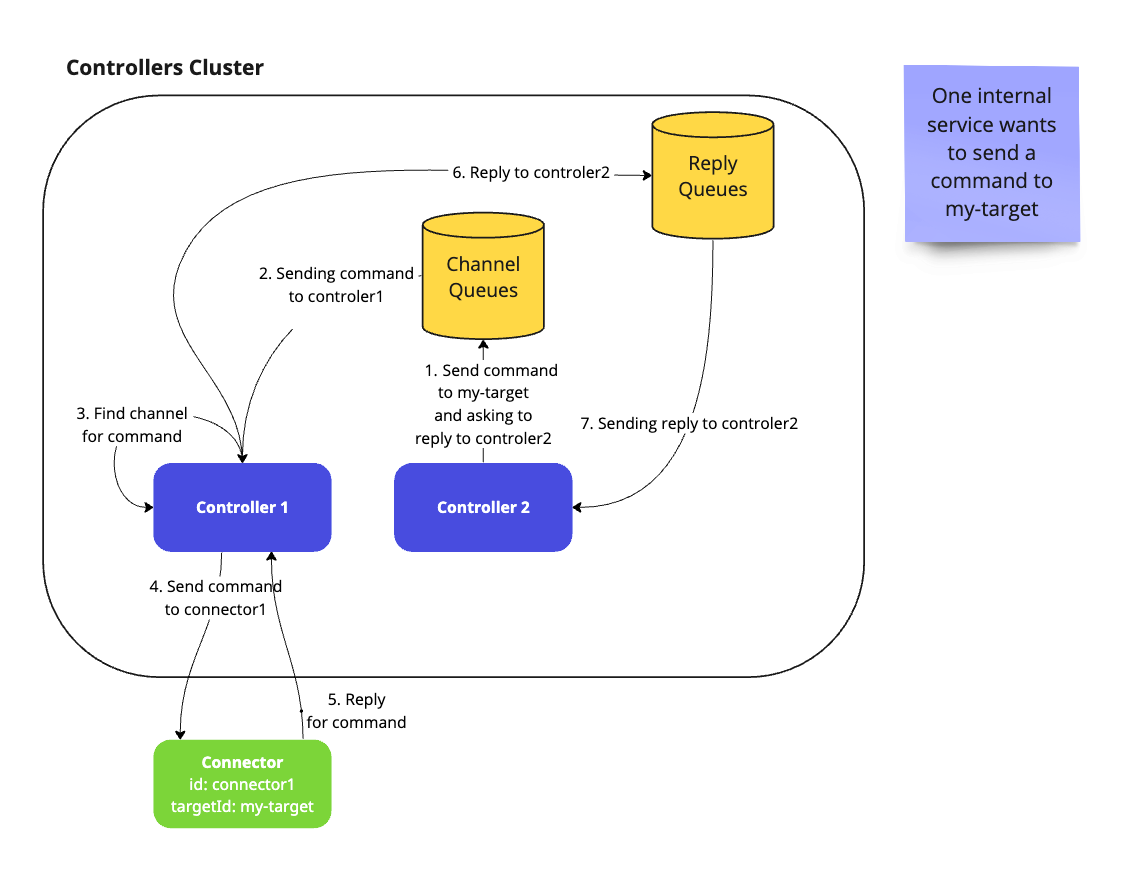 Controllers Cluster
One internal
service wants
to send a
command to
my-target
Reply
Queues
6. Reply to controler2
Channel
Queues
2. Sending command
to controler1
1. Send command
to my-target
and asking to
reply to controler2
3. Find channel
for command
7. Sending reply to controler2
Controller 1
Controller 2
4. Send command
to connector1
5. Reply
for command
Connector
id: connector1
targetId: my-target